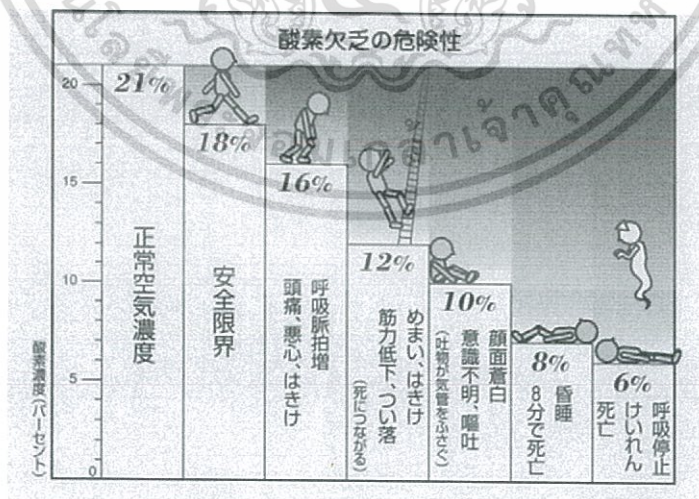 酸素欠乏の危険性
酸素濃度(パーセント)
20
15
10
5
0
21%
正常空気濃度
18%
安全限界
16%
呼吸脈拍増
頭痛、悪心、はきけ
12%
めまい、はきけ
筋力低下、つい落
(死につながる)
10%
顔面蒼白
意識不明、嘔吐
(吐物が気管をふさぐ)
8%
昏睡
8分で死亡
6%
呼吸停止
けいれん
死亡
เจ้าคุณ